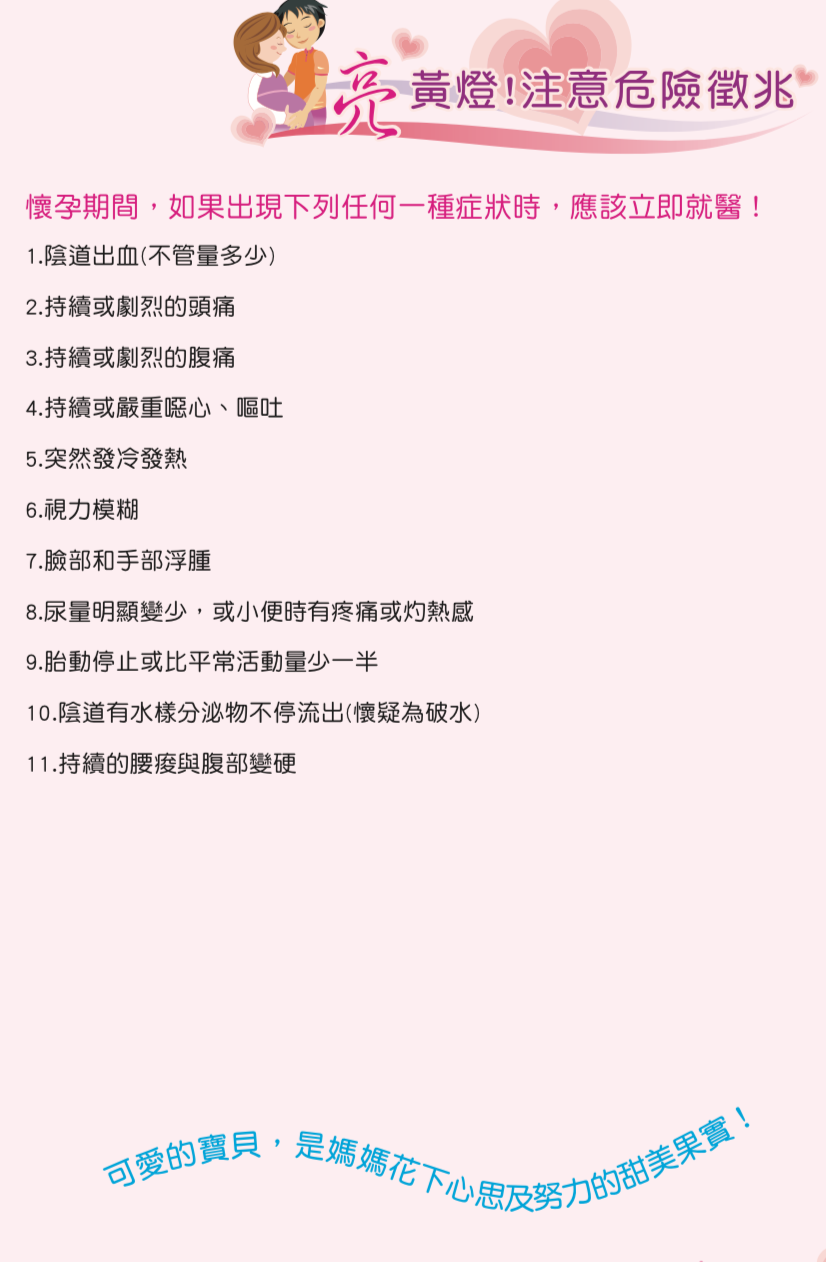 亮黃燈!注意危險徵兆
懷孕期間，如果出現下列任何一種症狀時，應該立即就醫！
1.陰道出血(不管量多少)
2.持續或劇烈的頭痛
3.持續或劇烈的腹痛
4.持續或嚴重噁心、嘔吐
5.突然發冷發熱
6.視力模糊
7.臉部和手部浮腫
8.尿量明顯變少，或小便時有疼痛或灼熱感
9.胎動停止或比平常活動量少一半
10.陰道有水樣分泌物不停流出(懷疑為破水)
11.持續的腰痠與腹部變硬
可愛的寶貝，是媽媽花下心思及努力的甜美果實！